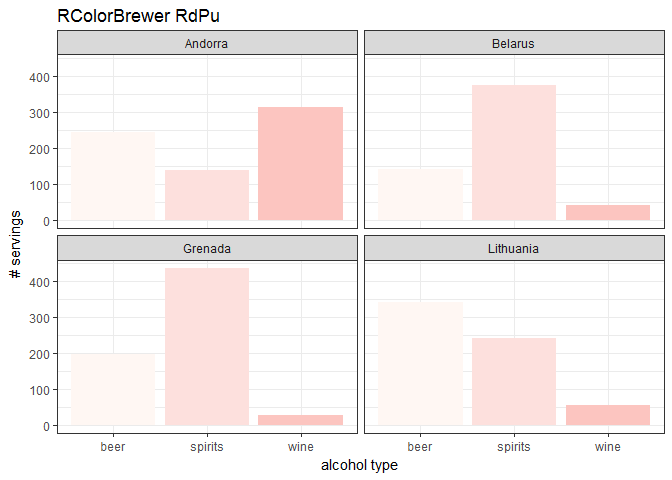 RColorBrewer RdPu
Andorra
Belarus
400
300
200
100
0
Grenada
Lithuania
400
300
200
100
0
# servings
beer spirits wine
beer spirits wine
alcohol type